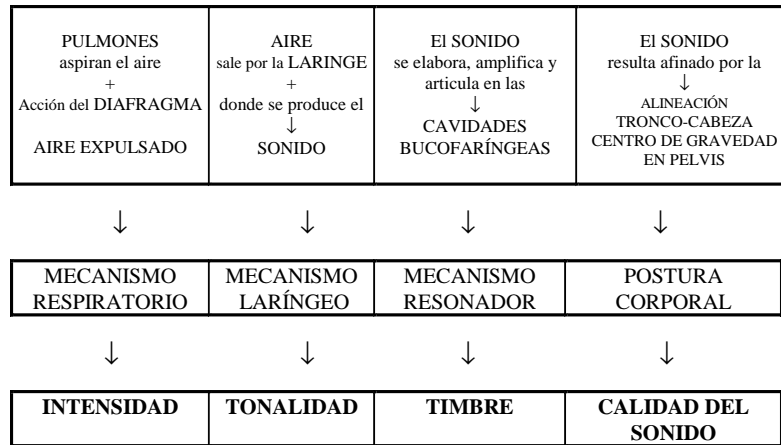 PULMONES
aspiran el aire
+
Acción del DIAFRAGMA
AIRE EXPULSADO
AIRE
sale por la LARINGE
+
donde se produce el
↓
SONIDO
El SONIDO
se elabora, amplifica y
articula en las
↓
CAVIDADES
BUCOFARÍNGEAS
El SONIDO
resulta afinado por la
↓
ALINEACIÓN
TRONCO-CABEZA
CENTRO DE GRAVEDAD
EN PELVIS
↓ ↓ ↓ ↓
MECANISMO
RESPIRATORIO
MECANISMO
LARÍNGEO
MECANISMO
RESONADOR
POSTURA
CORPORAL
↓ ↓ ↓ ↓
INTENSIDAD
TONALIDAD
TIMBRE
CALIDAD DEL
SONIDO